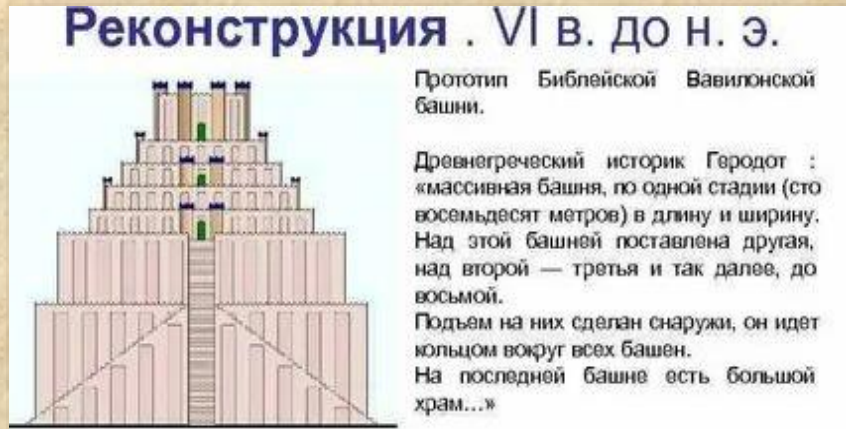 Реконструкция . VI в. до н. э.
Прототип Библейской Вавилонской
башни.
Древнегреческий историк Геродот :
«массивная башня, по одной стадии (сто
восемьдесят метров) в длину и ширину.
Над этой башней поставлена другая,
над второй — третья и так далее, до
восьмой.
Подъем на них сделан снаружи, он идет
кольцом вокруг всех башен.
На последней башне есть большой
храм...»